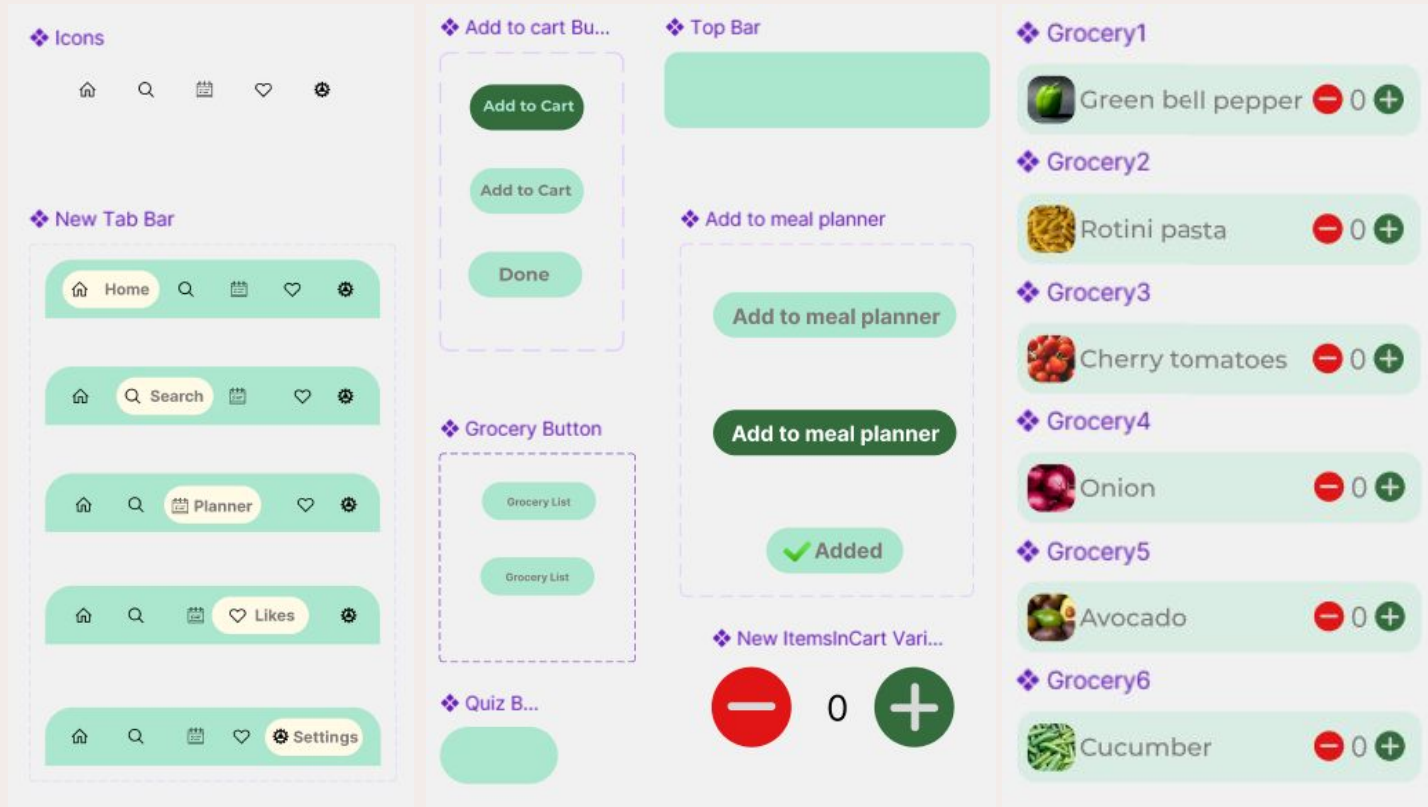 Icons
New Tab Bar
Home
Search
Planner
Likes
Settings
Add to cart Bu...
Add to Cart
Add to Cart
Done
Grocery Button
Grocery List
Grocery List
Quiz B...
Top Bar
Add to meal planner
Add to meal planner
Add to meal planner
Added
New ItemsInCart Vari...
0
Grocery1
Green bell pepper 0
Grocery2
Rotini pasta 0
Grocery3
Cherry tomatoes 0
Grocery4
Onion 0
Grocery5
Avocado 0
Grocery6
Cucumber 0